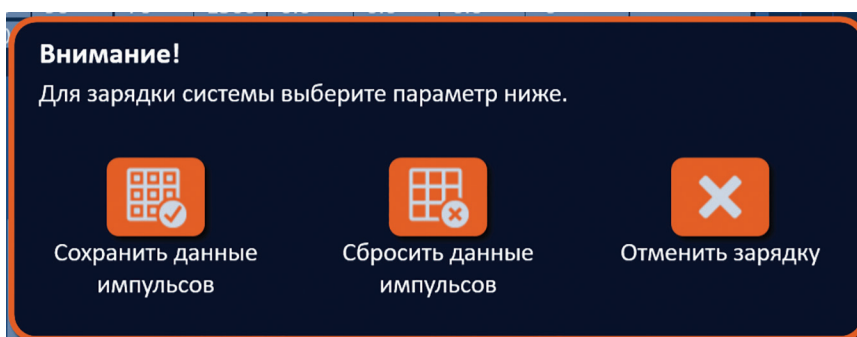 Внимание!
Для зарядки системы выберите параметр ниже.
Сохранить данные
импульсов
Сбросить данные
импульсов
Отменить зарядку